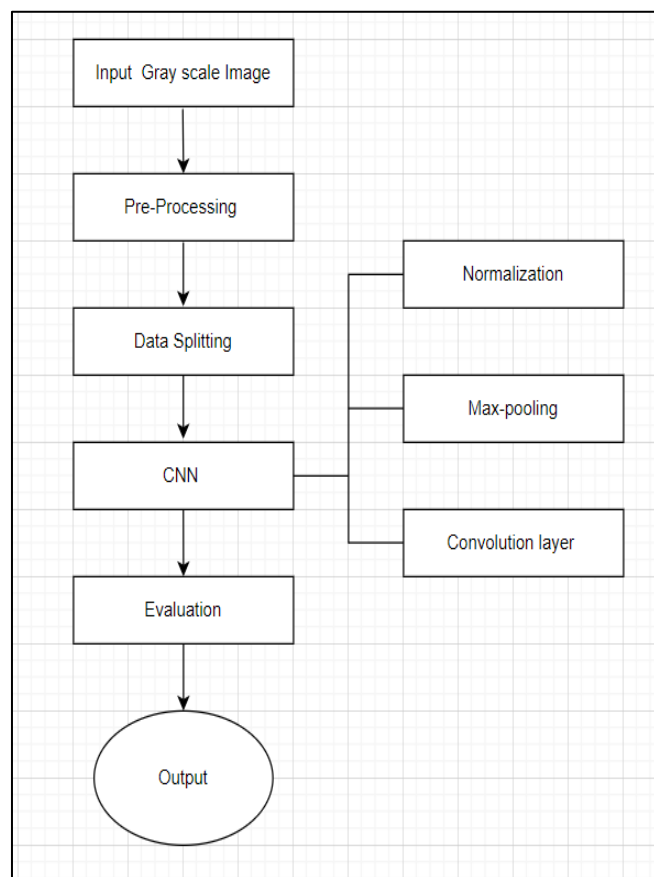 Input Gray scale Image
Pre-Processing
Normalization
Data Splitting
Max-pooling
CNN
Convolution layer
Evaluation
Output